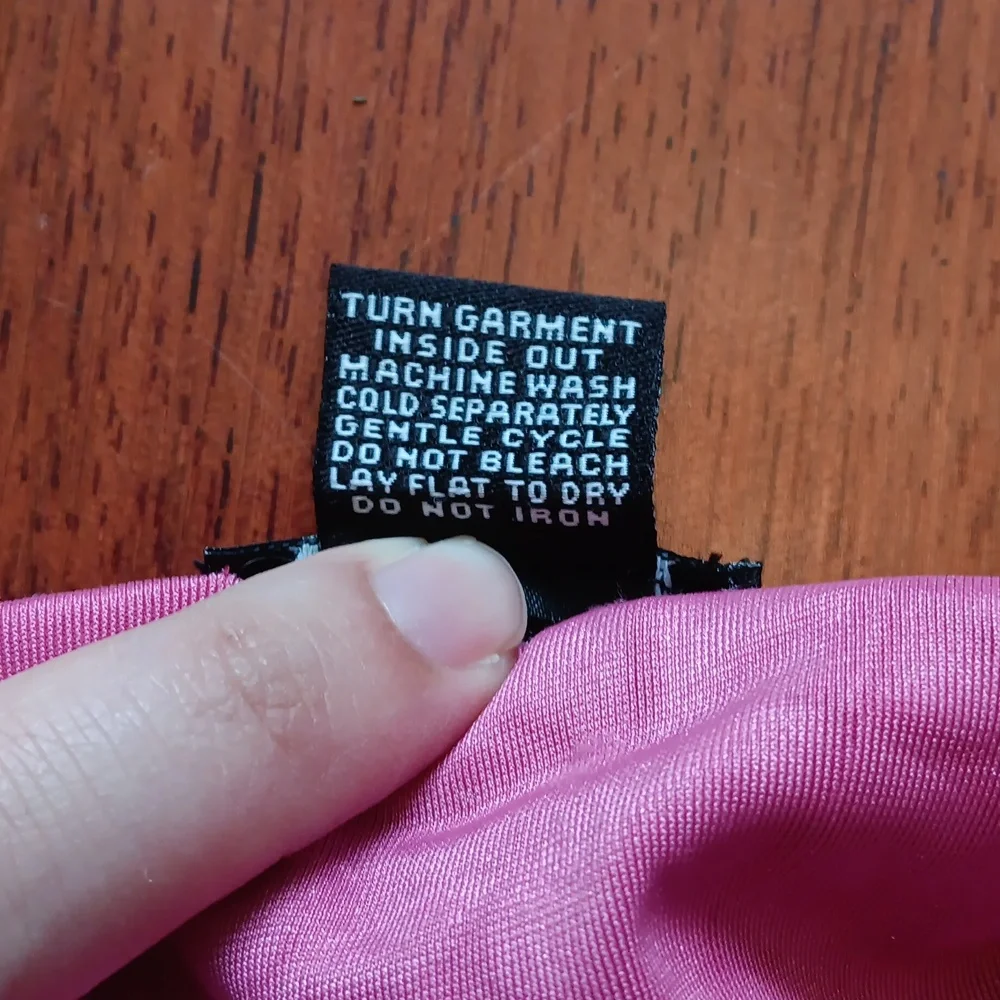 TURN GARMENT
INSIDE OUT
MACHINE WASH
COLD SEPARATELY
GENTLE CYCLE
DO NOT BLEACH
LAY FLAT TO DRY
DO NOT IRON